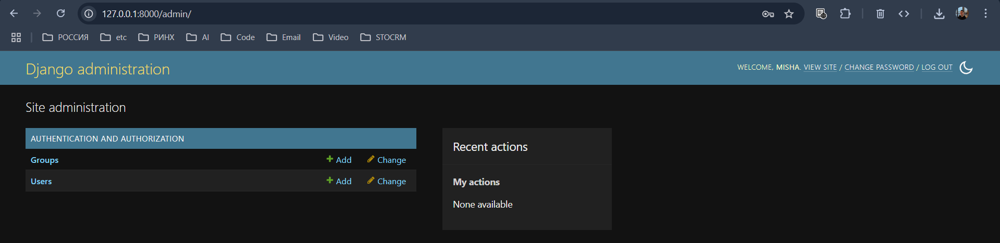 127.0.0.1:8000/admin/
РОССИЯ etc РИНХ AI Code Email Video STOCRM
Django administration
WELCOME, MISHA. VIEW SITE / CHANGE PASSWORD / LOG OUT
Site administration
AUTHENTICATION AND AUTHORIZATION
Groups Add Change
Users Add Change
Recent actions
My actions
None available